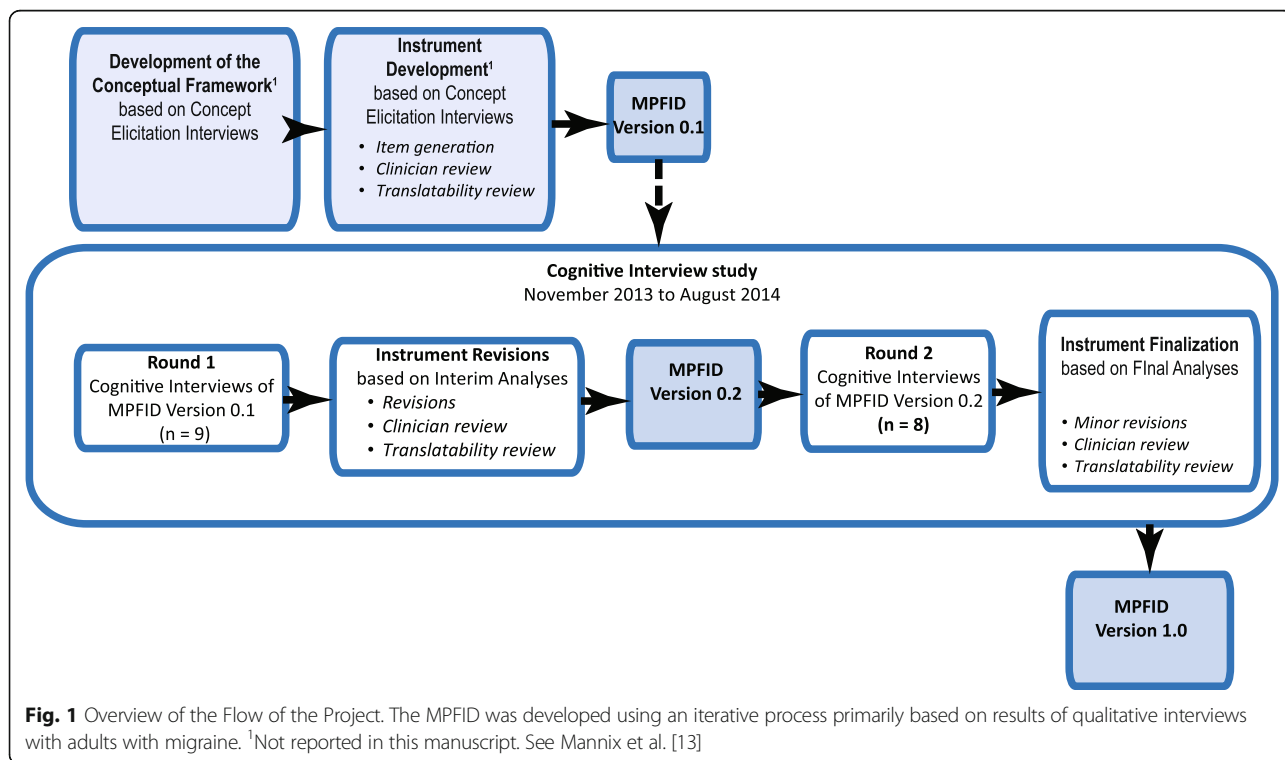 Development of the
Conceptual Framework¹
based on Concept
Elicitation Interviews
Instrument
Development¹
based on Concept
Elicitation Interviews
• Item generation
• Clinician review
• Translatability review
MPFID
Version 0.1
Cognitive Interview study
November 2013 to August 2014
Round 1
Cognitive Interviews of
MPFID Version 0.1
(n = 9)
Instrument Revisions
based on Interim Analyses
• Revisions
• Clinician review
• Translatability review
MPFID
Version 0.2
Round 2
Cognitive Interviews
of MPFID Version 0.2
(n = 8)
Instrument Finalization
based on FInal Analyses
• Minor revisions
• Clinician review
• Translatability review
MPFID
Version 1.0
Fig. 1 Overview of the Flow of the Project. The MPFID was developed using an iterative process primarily based on results of qualitative interviews
with adults with migraine. ¹Not reported in this manuscript. See Mannix et al. [13]